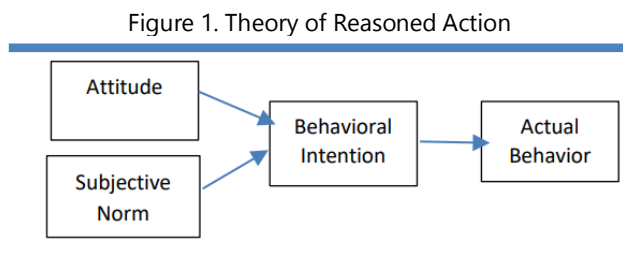 Figure 1. Theory of Reasoned Action
Attitude
Subjective
Norm
Behavioral
Intention
Actual
Behavior